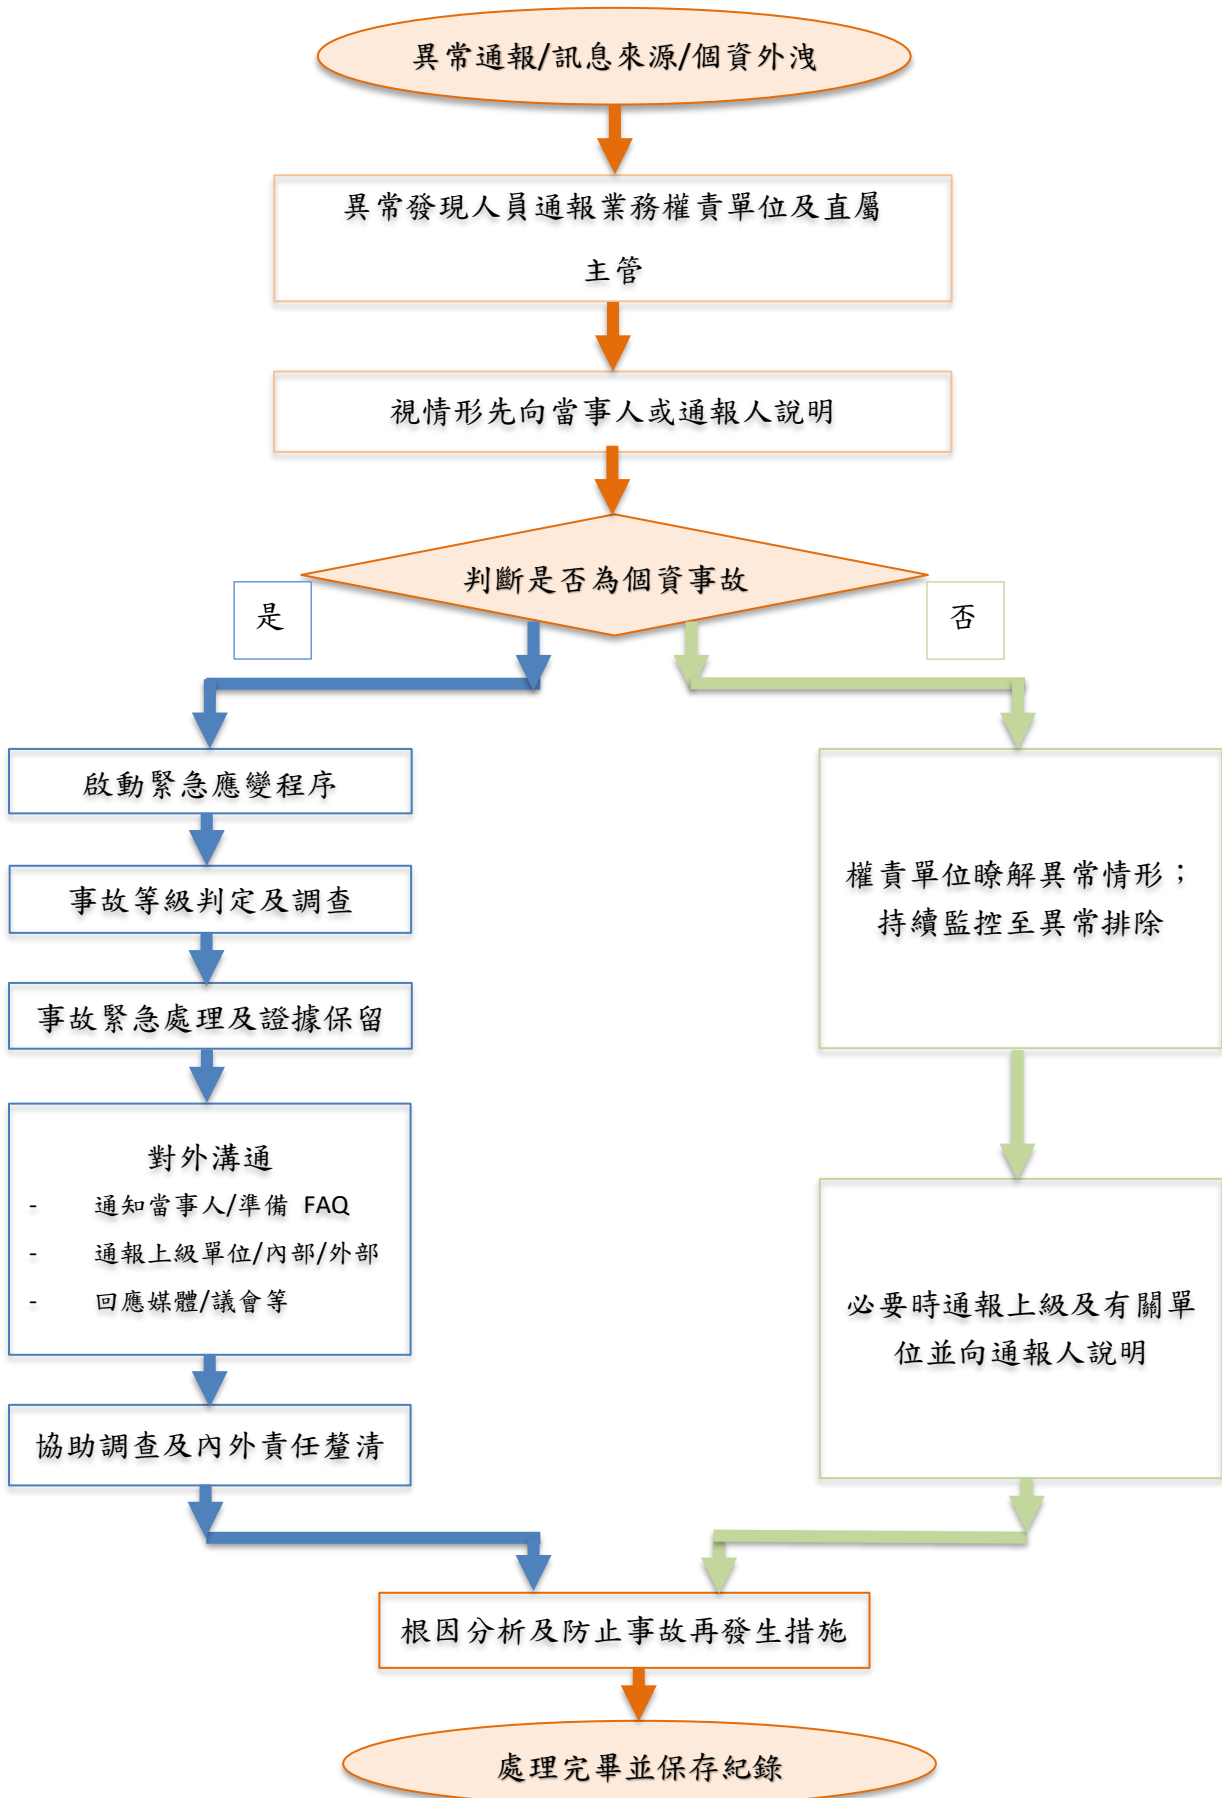 異常通報/訊息來源/個資外洩
異常發現人員通報業務權責單位及直屬
主管
視情形先向當事人或通報人說明
判斷是否為個資事故
是
否
啟動緊急應變程序
事故等級判定及調查
事故緊急處理及證據保留
對外溝通
- 通知當事人/準備 FAQ
- 通報上級單位/內部/外部
- 回應媒體/議會等
協助調查及內外責任釐清
權責單位瞭解異常情形；
持續監控至異常排除
必要時通報上級及有關單
位並向通報人說明
根因分析及防止事故再發生措施
處理完畢並保存紀錄